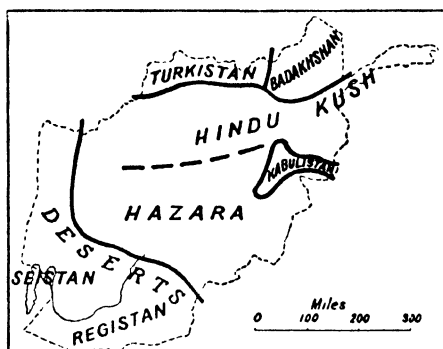 TURKISTAN
BADAKHSHAN
HINDU KUSH
KABULISTAN
HAZARA
DESERTS
SEISTAN
REGISTAN
Miles
0 100 200 300